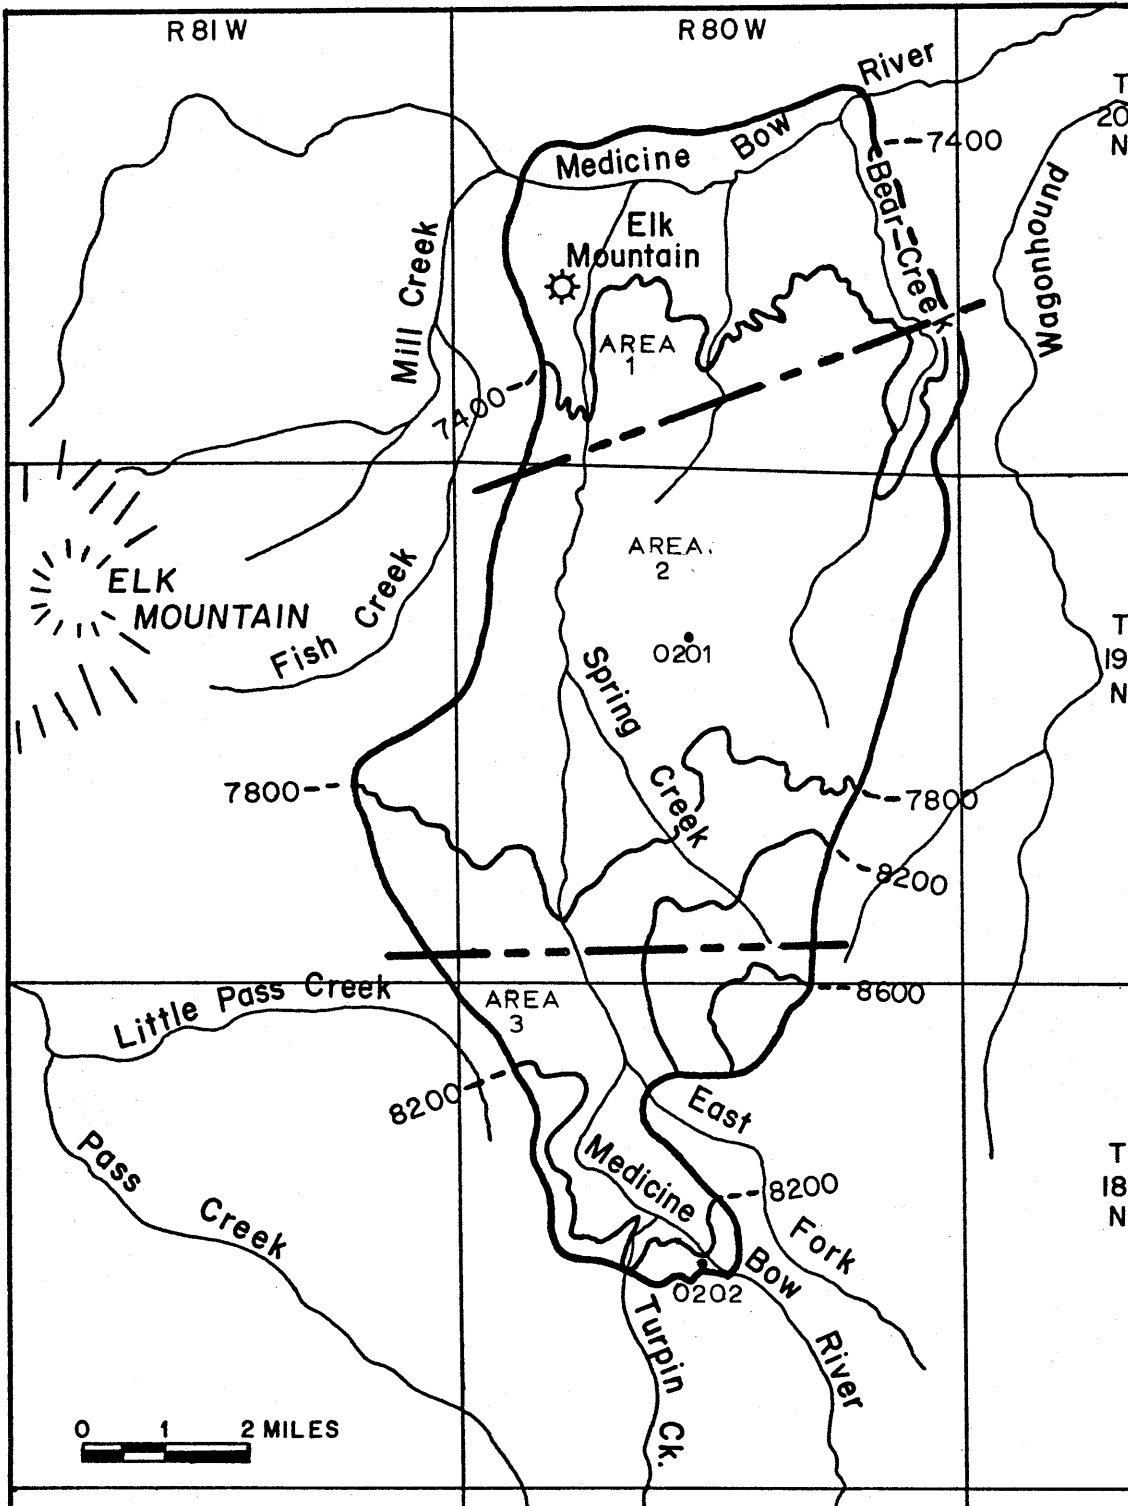 R 81 W
R 80 W
River
T
20
N
Medicine Bow
7400
Bear Creek
Wagonhound
Elk
Mountain
Mill Creek
AREA
1
7400
ELK
MOUNTAIN
AREA
2
Fish Creek
0201
T
19
N
Spring
Creek
7800
7800
8200
Little Pass Creek
AREA
3
8600
8200
East
Fork
Pass
Creek
Medicine
Bow
River
8200
T
18
N
0202
Turpin Ck.
0 1 2 MILES